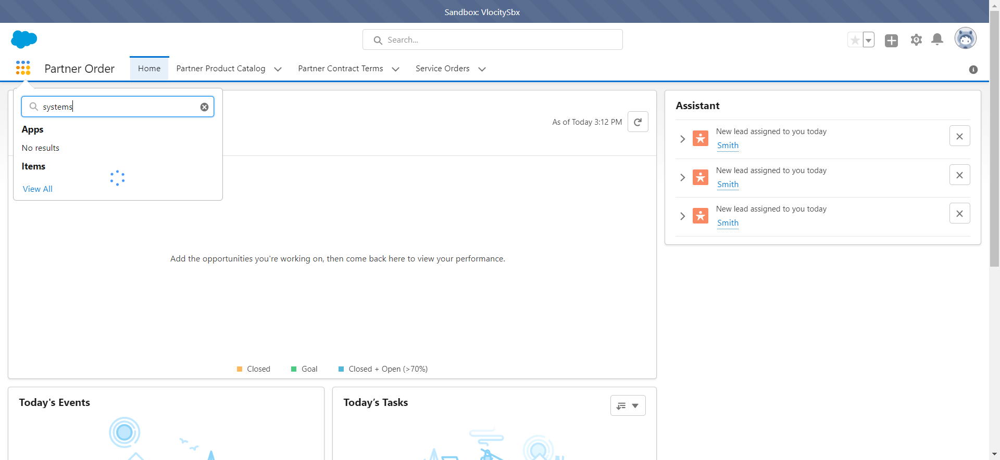 Sandbox: VlocitySbx
Search...
Partner Order
Home
Partner Product Catalog
Partner Contract Terms
Service Orders
systems
Apps
No results
Items
View All
As of Today 3:12 PM
Add the opportunities you're working on, then come back here to view your performance.
Closed
Goal
Closed + Open (>70%)
Assistant
New lead assigned to you today
Smith
New lead assigned to you today
Smith
New lead assigned to you today
Smith
Today's Events
Today’s Tasks